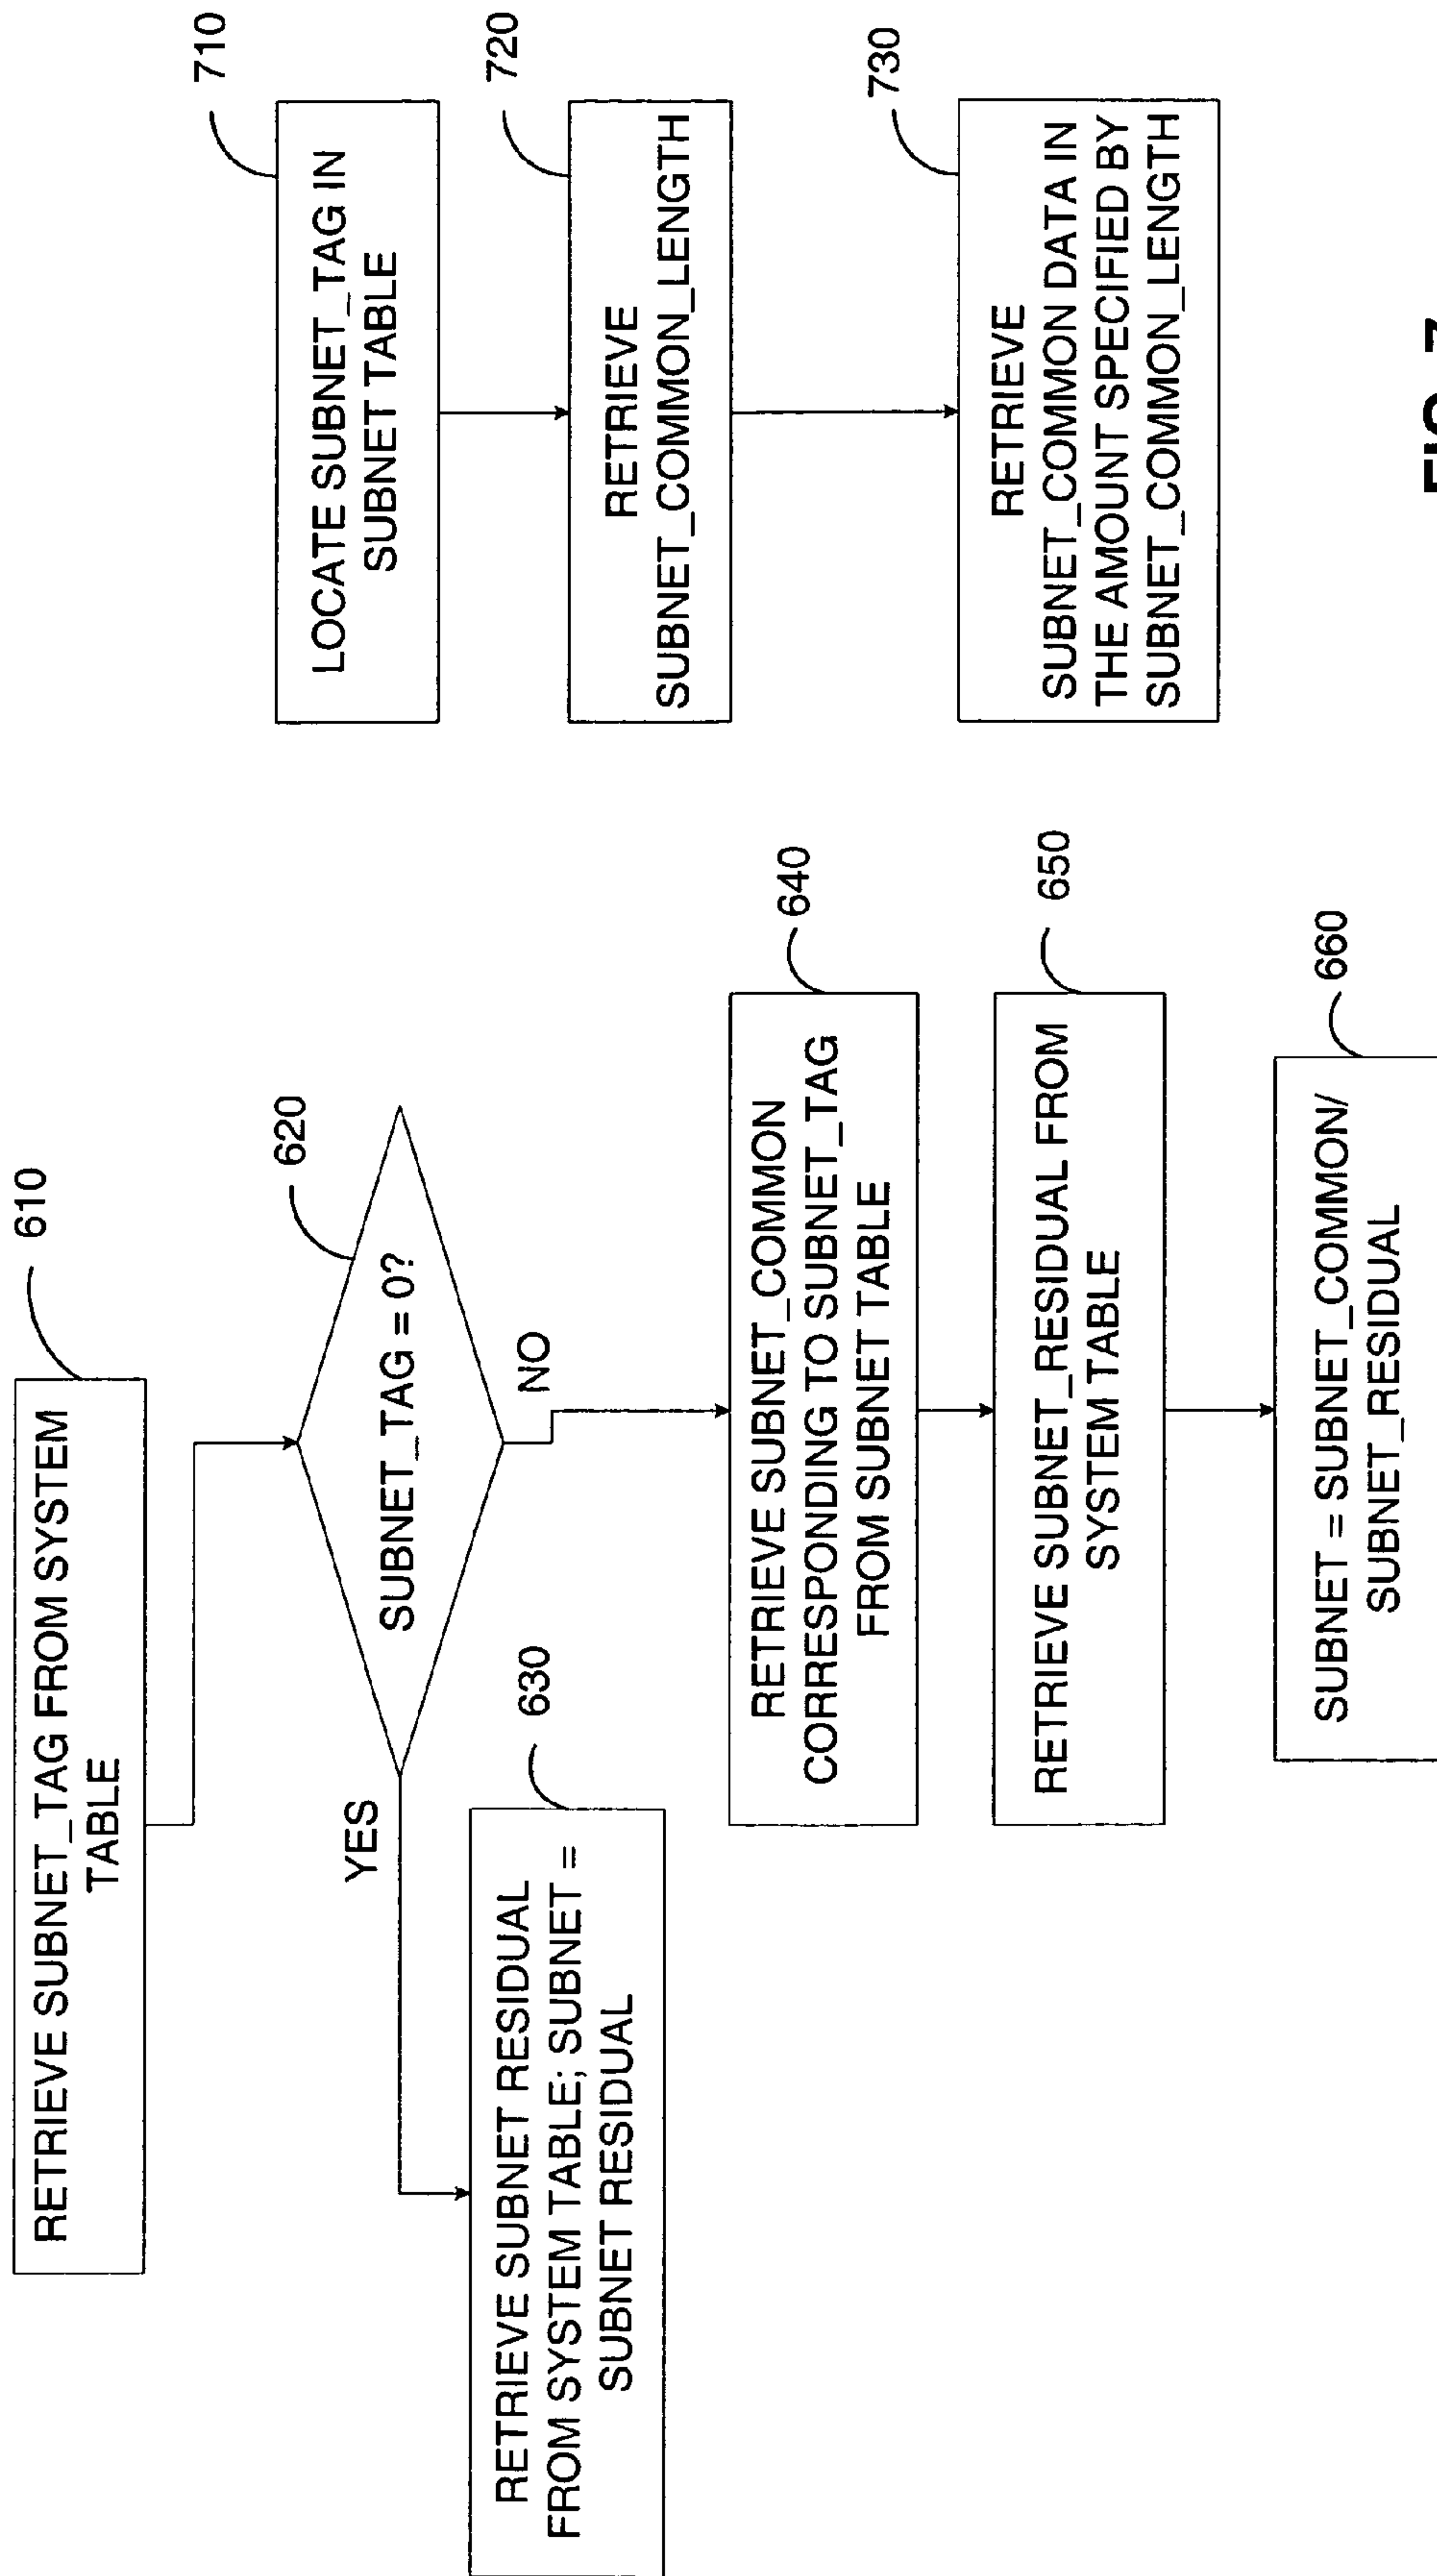 610
RETRIEVE SUBNET_TAG FROM SYSTEM
TABLE
620
SUBNET_TAG = 0?
YES
NO
630
RETRIEVE SUBNET RESIDUAL
FROM SYSTEM TABLE; SUBNET =
SUBNET RESIDUAL
640
RETRIEVE SUBNET_COMMON
CORRESPONDING TO SUBNET_TAG
FROM SUBNET TABLE
650
RETRIEVE SUBNET_RESIDUAL FROM
SYSTEM TABLE
660
SUBNET = SUBNET_COMMON/
SUBNET_RESIDUAL
710
LOCATE SUBNET_TAG IN
SUBNET TABLE
720
RETRIEVE
SUBNET_COMMON_LENGTH
730
RETRIEVE
SUBNET_COMMON DATA IN
THE AMOUNT SPECIFIED BY
SUBNET_COMMON_LENGTH